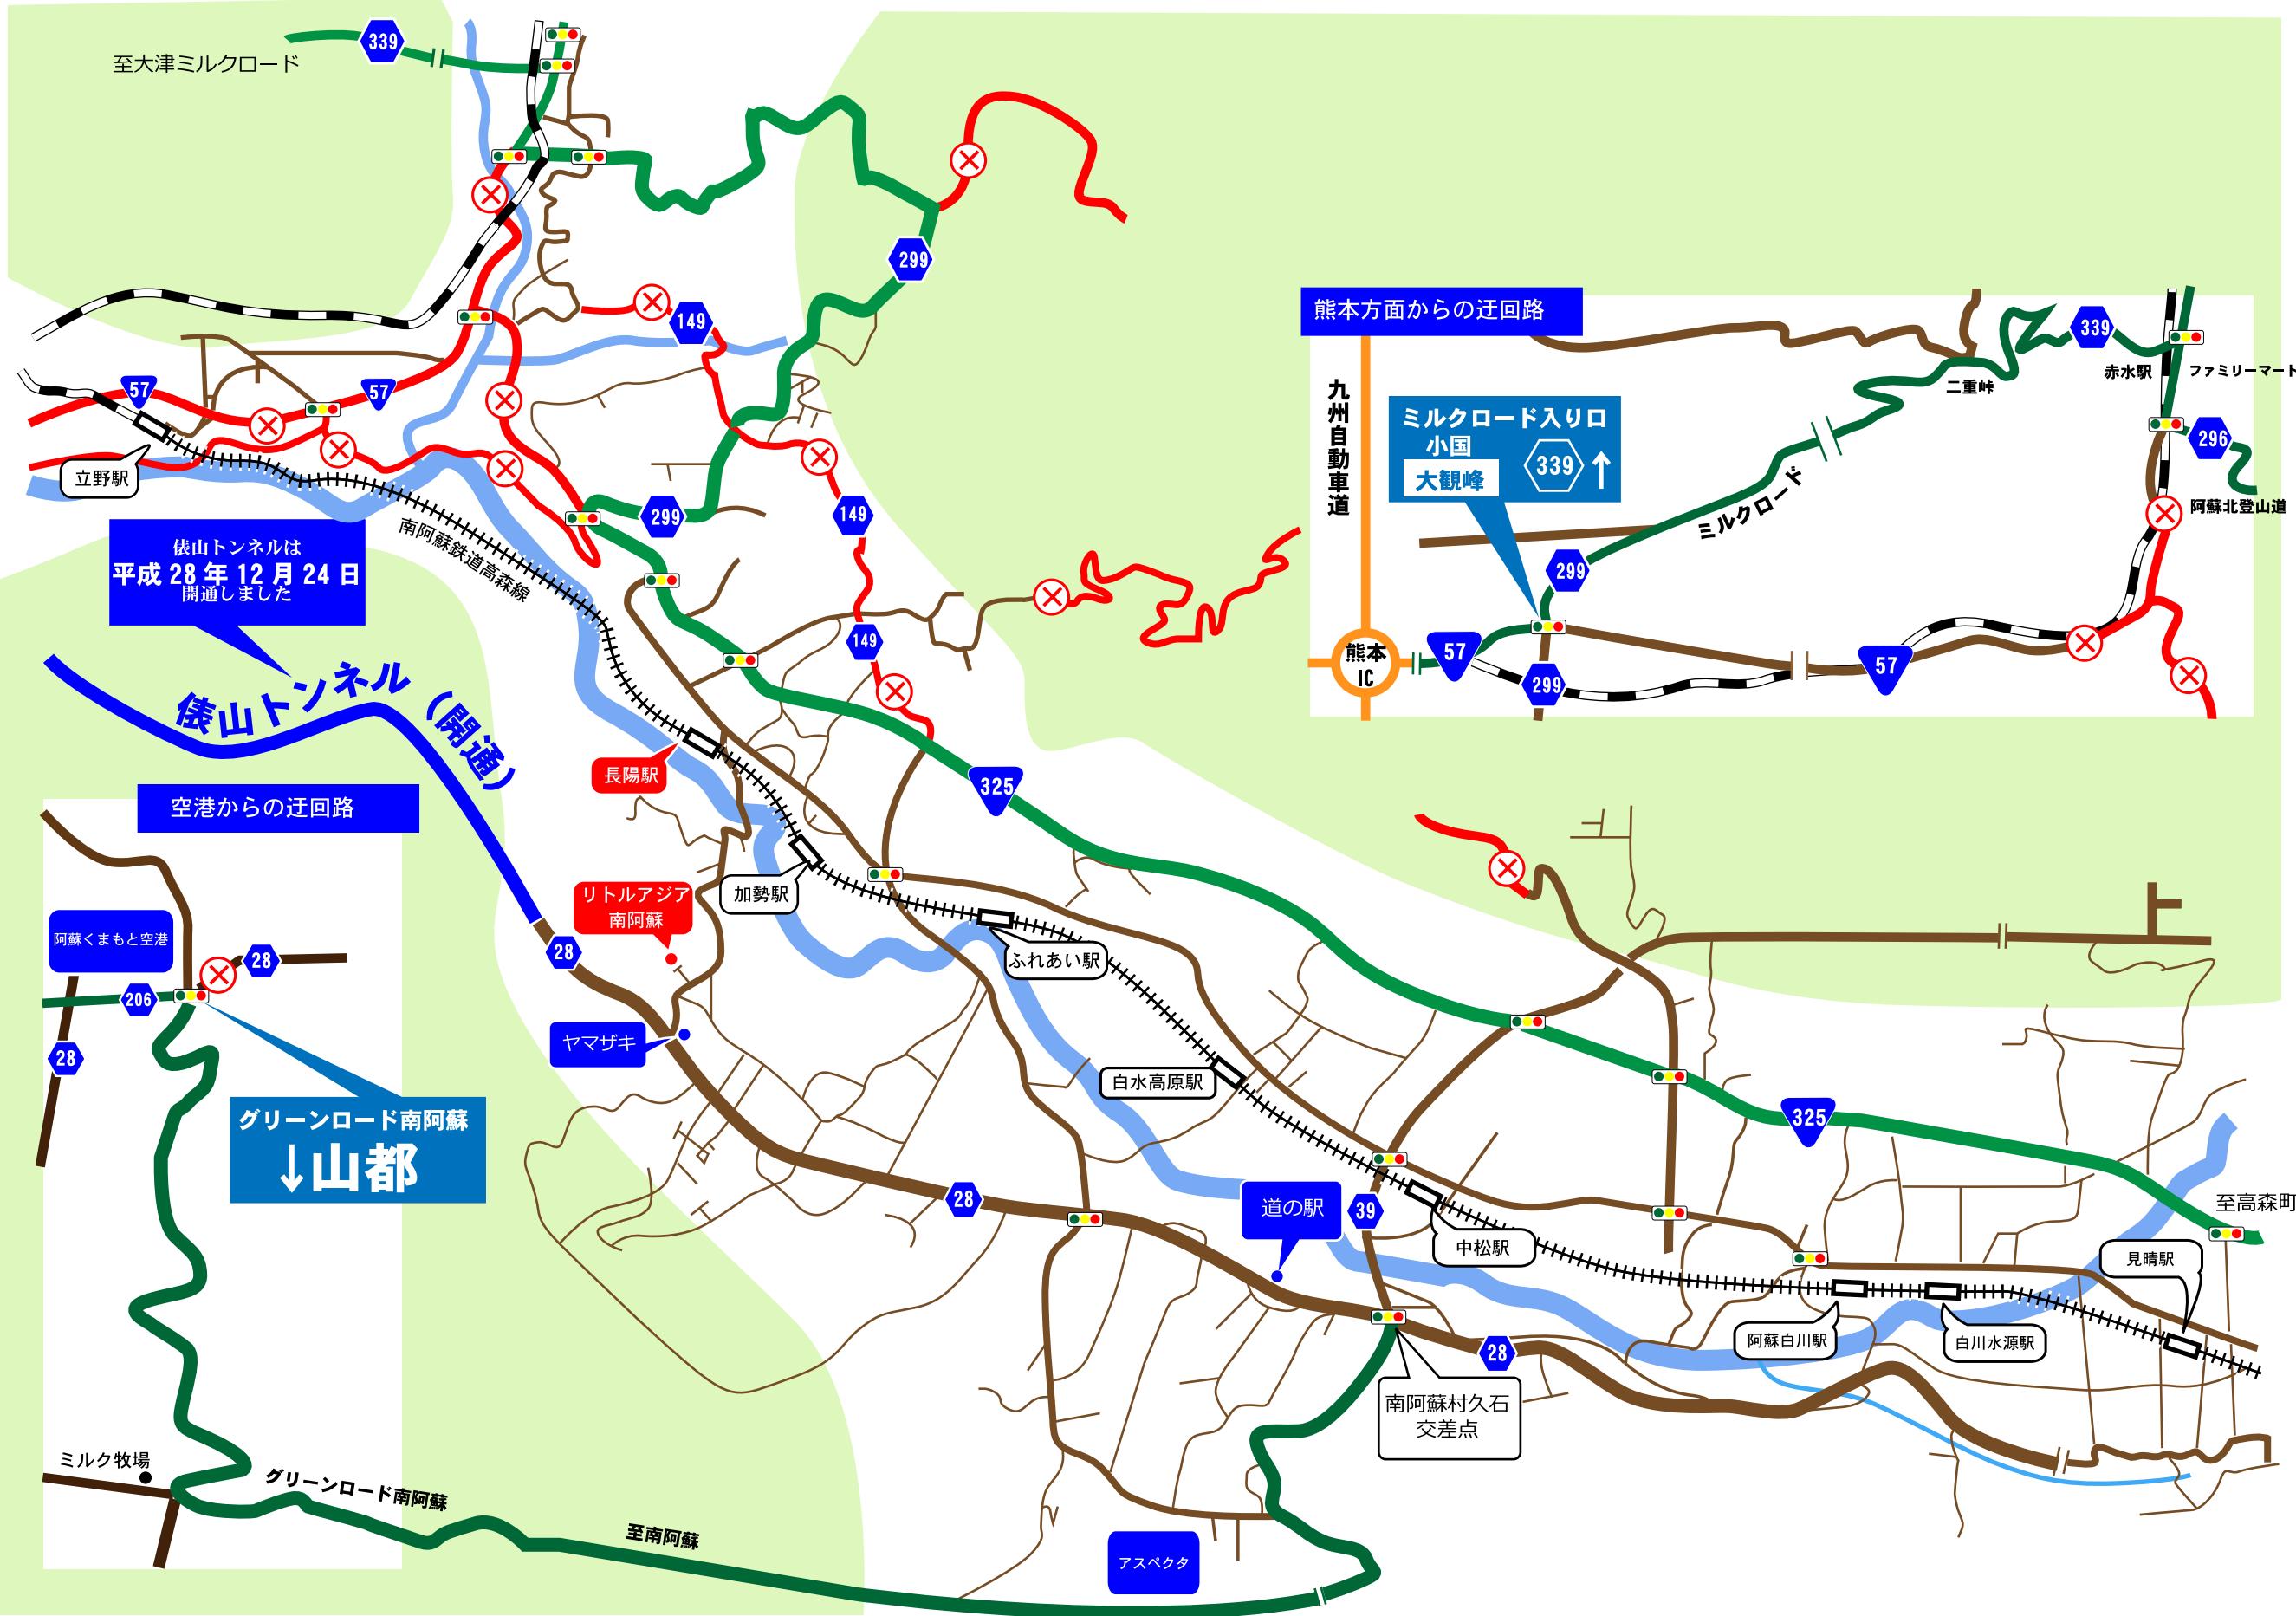 339
至大津ミルクロード
299
149
熊本方面からの迂回路
九州自動車道
ミルクロード入り口
小国
大観峰
339
339
二重峠
赤水駅
ファミリーマート
296
阿蘇北登山道
ミルクロード
299
57
57
立野駅
299
149
南阿蘇鉄道高森線
俵山トンネルは
平成 28 年 12 月 24 日
開通しました
149
熊本
IC
57
299
57
俵山トンネル（開通）
長陽駅
325
空港からの迂回路
リトルアジア
南阿蘇
加勢駅
阿蘇くまもと空港
28
28
ふれあい駅
206
ヤマザキ
28
白水高原駅
グリーンロード南阿蘇
↓山都
325
28
道の駅
39
中松駅
至高森町
見晴駅
阿蘇白川駅
白川水源駅
28
南阿蘇村久石
交差点
ミルク牧場
グリーンロード南阿蘇
至南阿蘇
アスペクタ